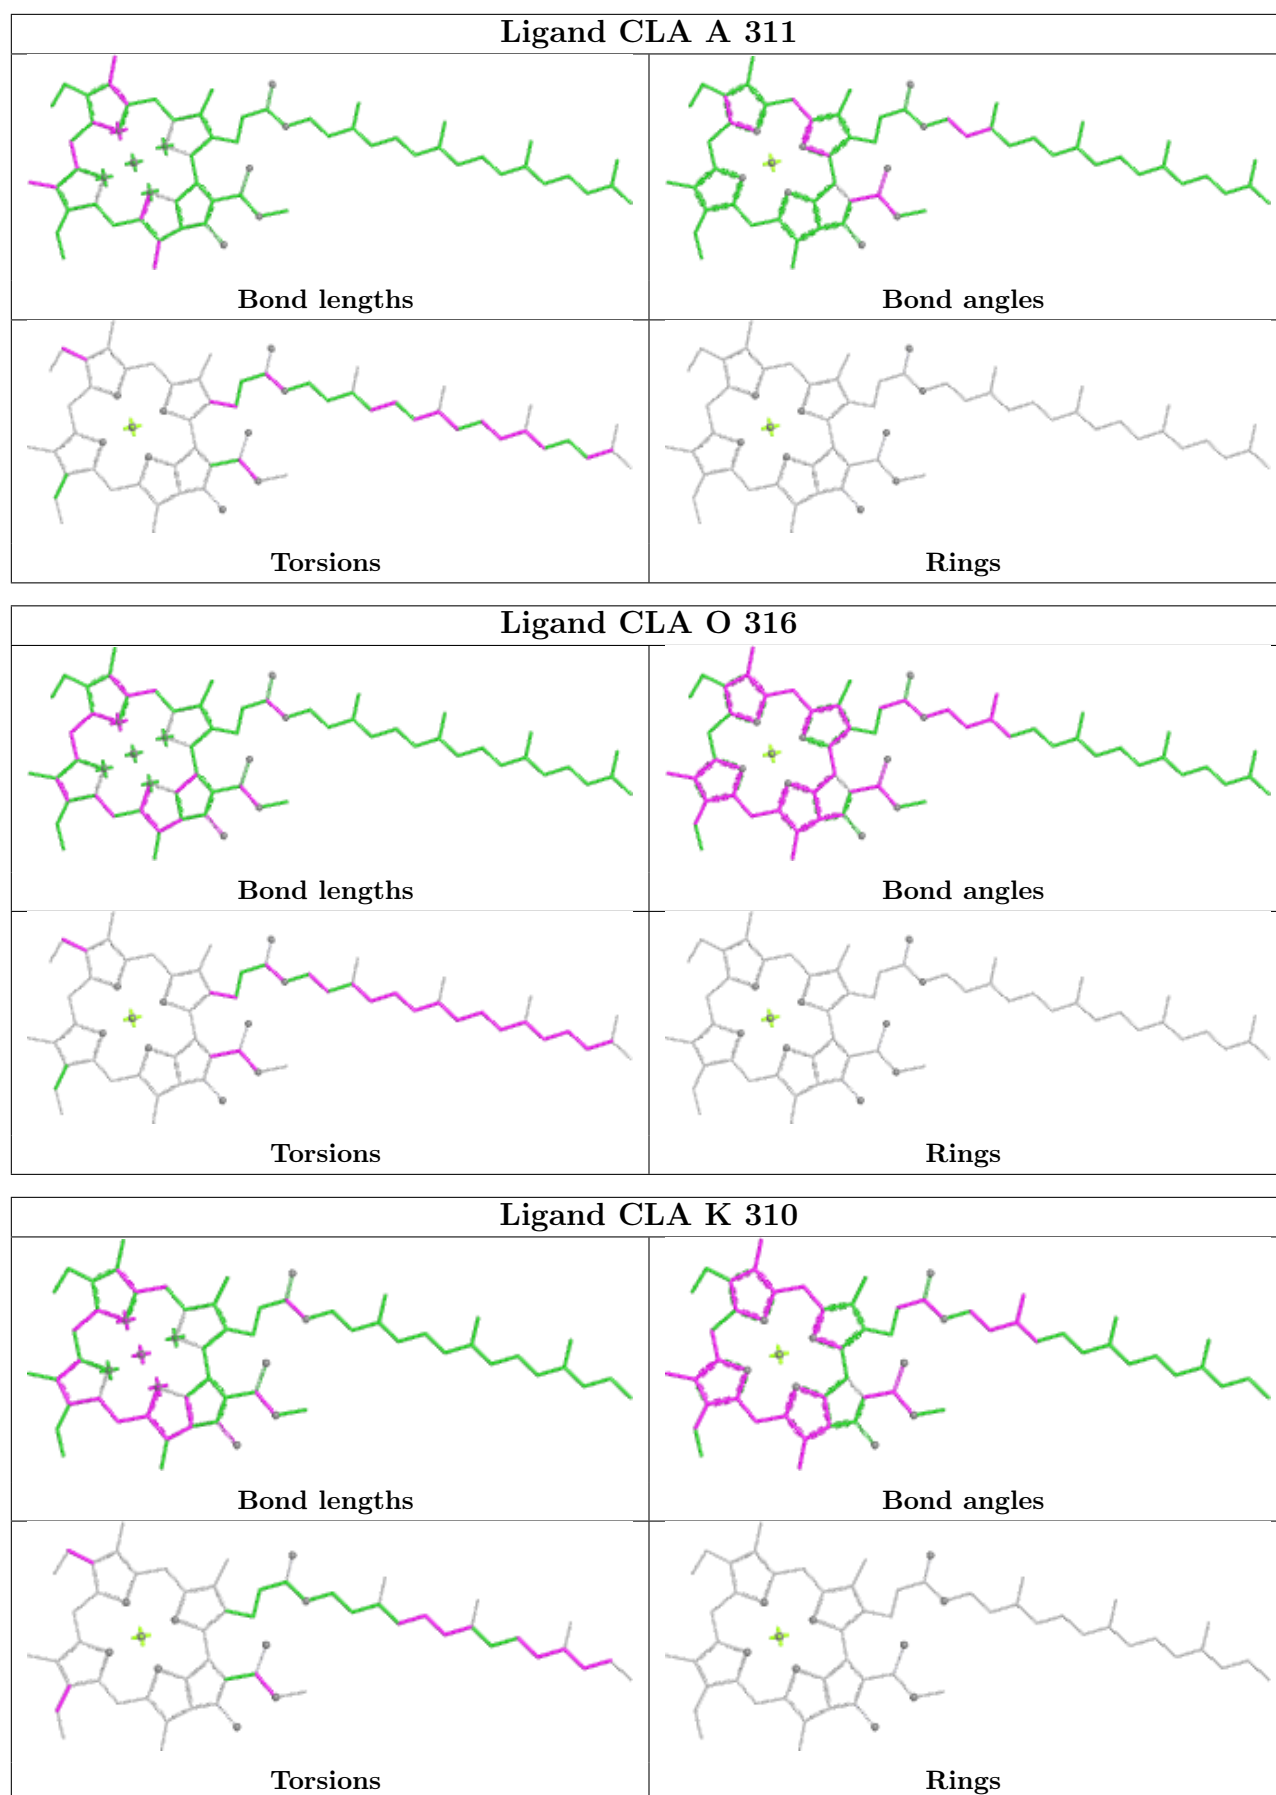 Ligand CLA A 311
Bond lengths
Bond angles
Torsions
Rings
Ligand CLA O 316
Bond lengths
Bond angles
Torsions
Rings
Ligand CLA K 310
Bond lengths
Bond angles
Torsions
Rings